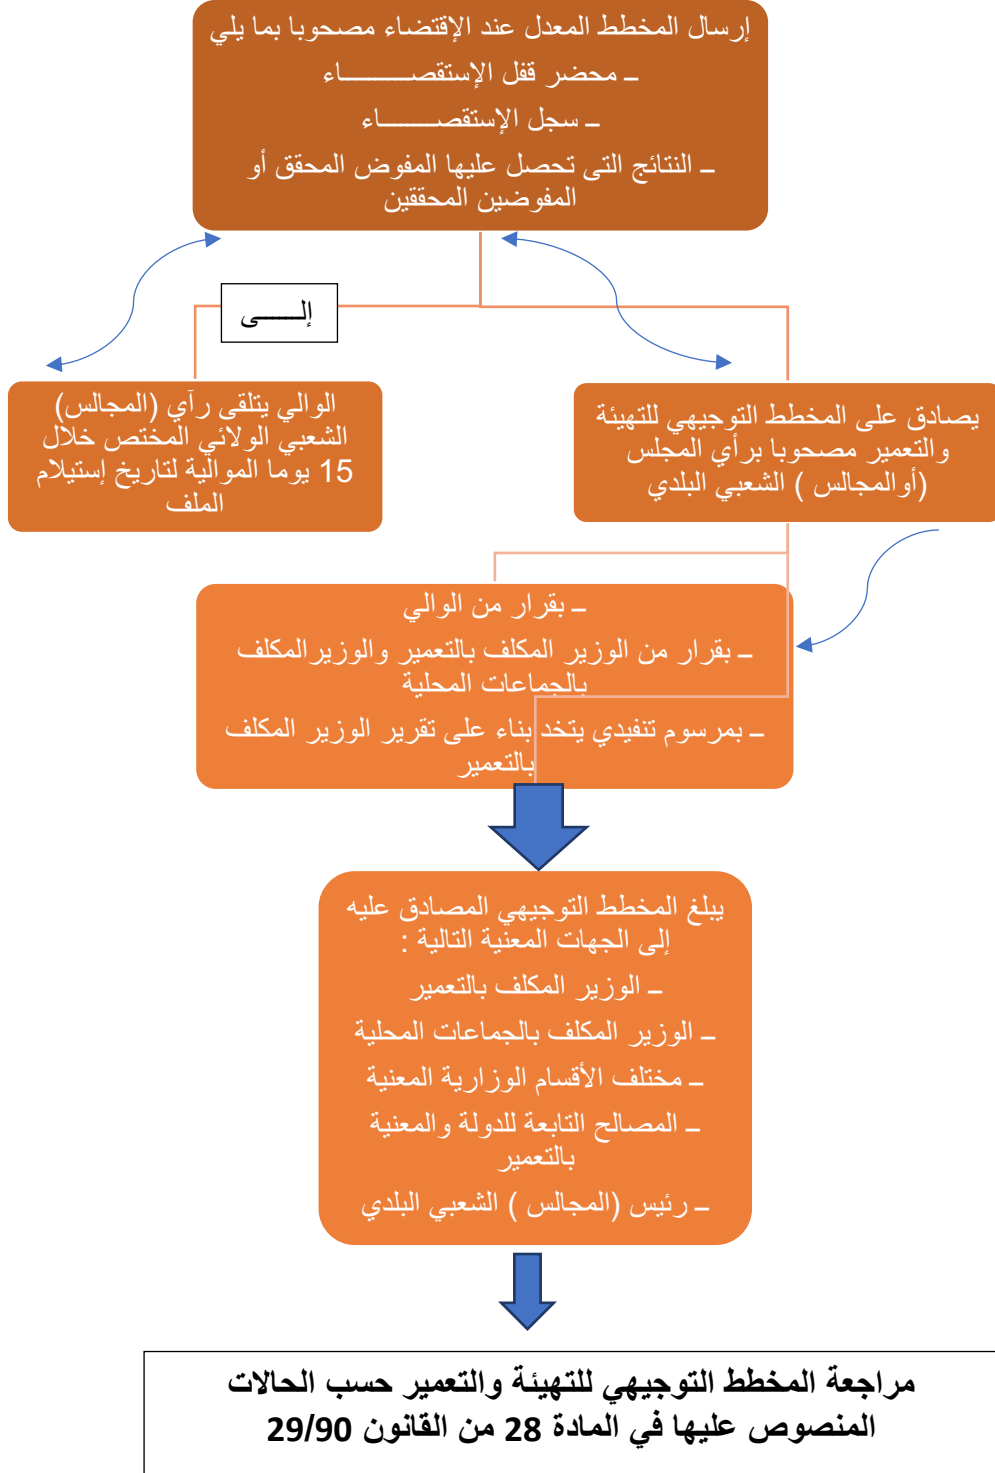 إرسال المخطط المعدل عند الإقتضاء مصحوبا بما يلي
ـ محضر قفل الإستقصـــــــــاء
ـ سجل الإستقصـــــــاء
ـ النتائج التى تحصل عليها المفوض المحقق أو
المفوضين المحققين
إلـــــــى
يصادق على المخطط التوجيهي للتهيئة
والتعمير مصحوبا برأي المجلس
(أوالمجالس ) الشعبي البلدي
الوالي يتلقى رآي (المجالس)
الشعبي الولائي المختص خلال
15 يوما الموالية لتاريخ إستيلام
الملف
ـ بقرار من الوالي
ـ بقرار من الوزير المكلف بالتعمير والوزيرالمكلف
بالجماعات المحلية
ـ بمرسوم تنفيدي يتخد بناء على تقرير الوزير المكلف
بالتعمير
يبلغ المخطط التوجيهي المصادق عليه
إلى الجهات المعنية التالية :
ـ الوزير المكلف بالتعمير
ـ الوزير المكلف بالجماعات المحلية
ـ مختلف الأقسام الوزارية المعنية
ـ المصالح التابعة للدولة والمعنية
بالتعمير
ـ رئيس (المجالس ) الشعبي البلدي
مراجعة المخطط التوجيهي للتهيئة والتعمير حسب الحالات
المنصوص عليها في المادة 28 من القانون 29/90